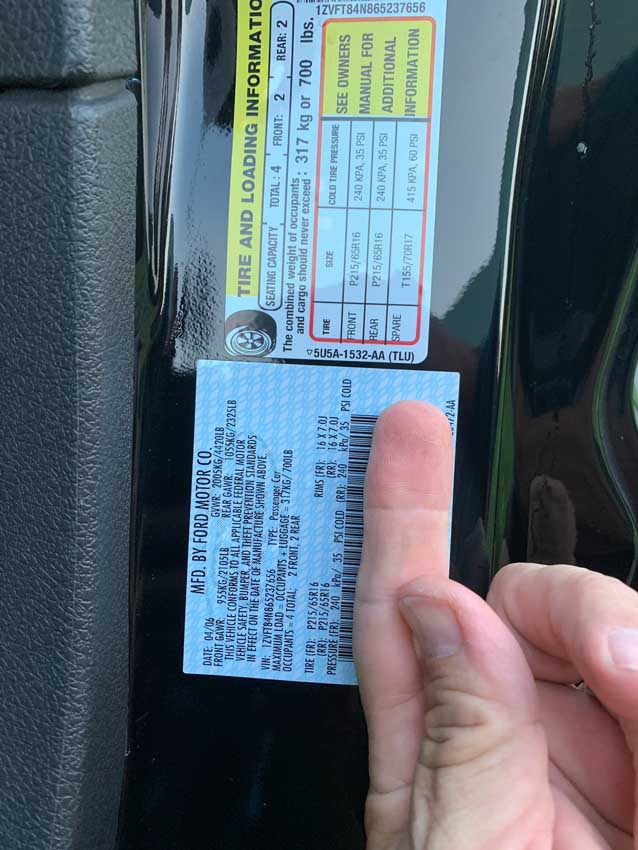 TIRE AND LOADING INFORMATIO
SEATING CAPACITY TOTAL : 4 FRONT: 2 REAR: 2
The combined weight of occupants and cargo should never exceed : 317 kg or 700 lbs.
TIRE SIZE COLD TIRE PRESSURE
FRONT P215/65R16 240 KPA, 35 PSI
REAR P215/65R16 240 KPA, 35 PSI
SPARE T155/70R17 415 KPA, 60 PSI
SEE OWNERS
MANUAL FOR
ADDITIONAL
INFORMATION
5U5A-1532-AA (TLU)
1ZVFT84N865237656
MFD. BY FORD MOTOR CO.
DATE: 04/06 GVWR: 2005KG/4420LB
FRONT GAWR: 955KG/2105LB REAR GAWR: 1055KG/2325LB
THIS VEHICLE CONFORMS TO ALL APPLICABLE FEDERAL MOTOR
VEHICLE SAFETY, BUMPER, AND THEFT PREVENTION STANDARDS
IN EFFECT ON THE DATE OF MANUFACTURE SHOWN ABOVE.
VIN: 1ZVFT84N865237656 TYPE: Passenger Car
MAXIMUM LOAD = OCCUPANTS + LUGGAGE = 317KG/ 700LB
OCCUPANTS = 4 TOTAL: 2 FRONT, 2 REAR
TIRE (FR): P215/65R16 RIMS (FR): 16 X 7.0J
(RR): P215/65R16 (RR): 16 X 7.0J
PRESSURE (FR): 240 kPa/ 35 PSI COLD (RR): 240 kPa/ 35 PSI COLD